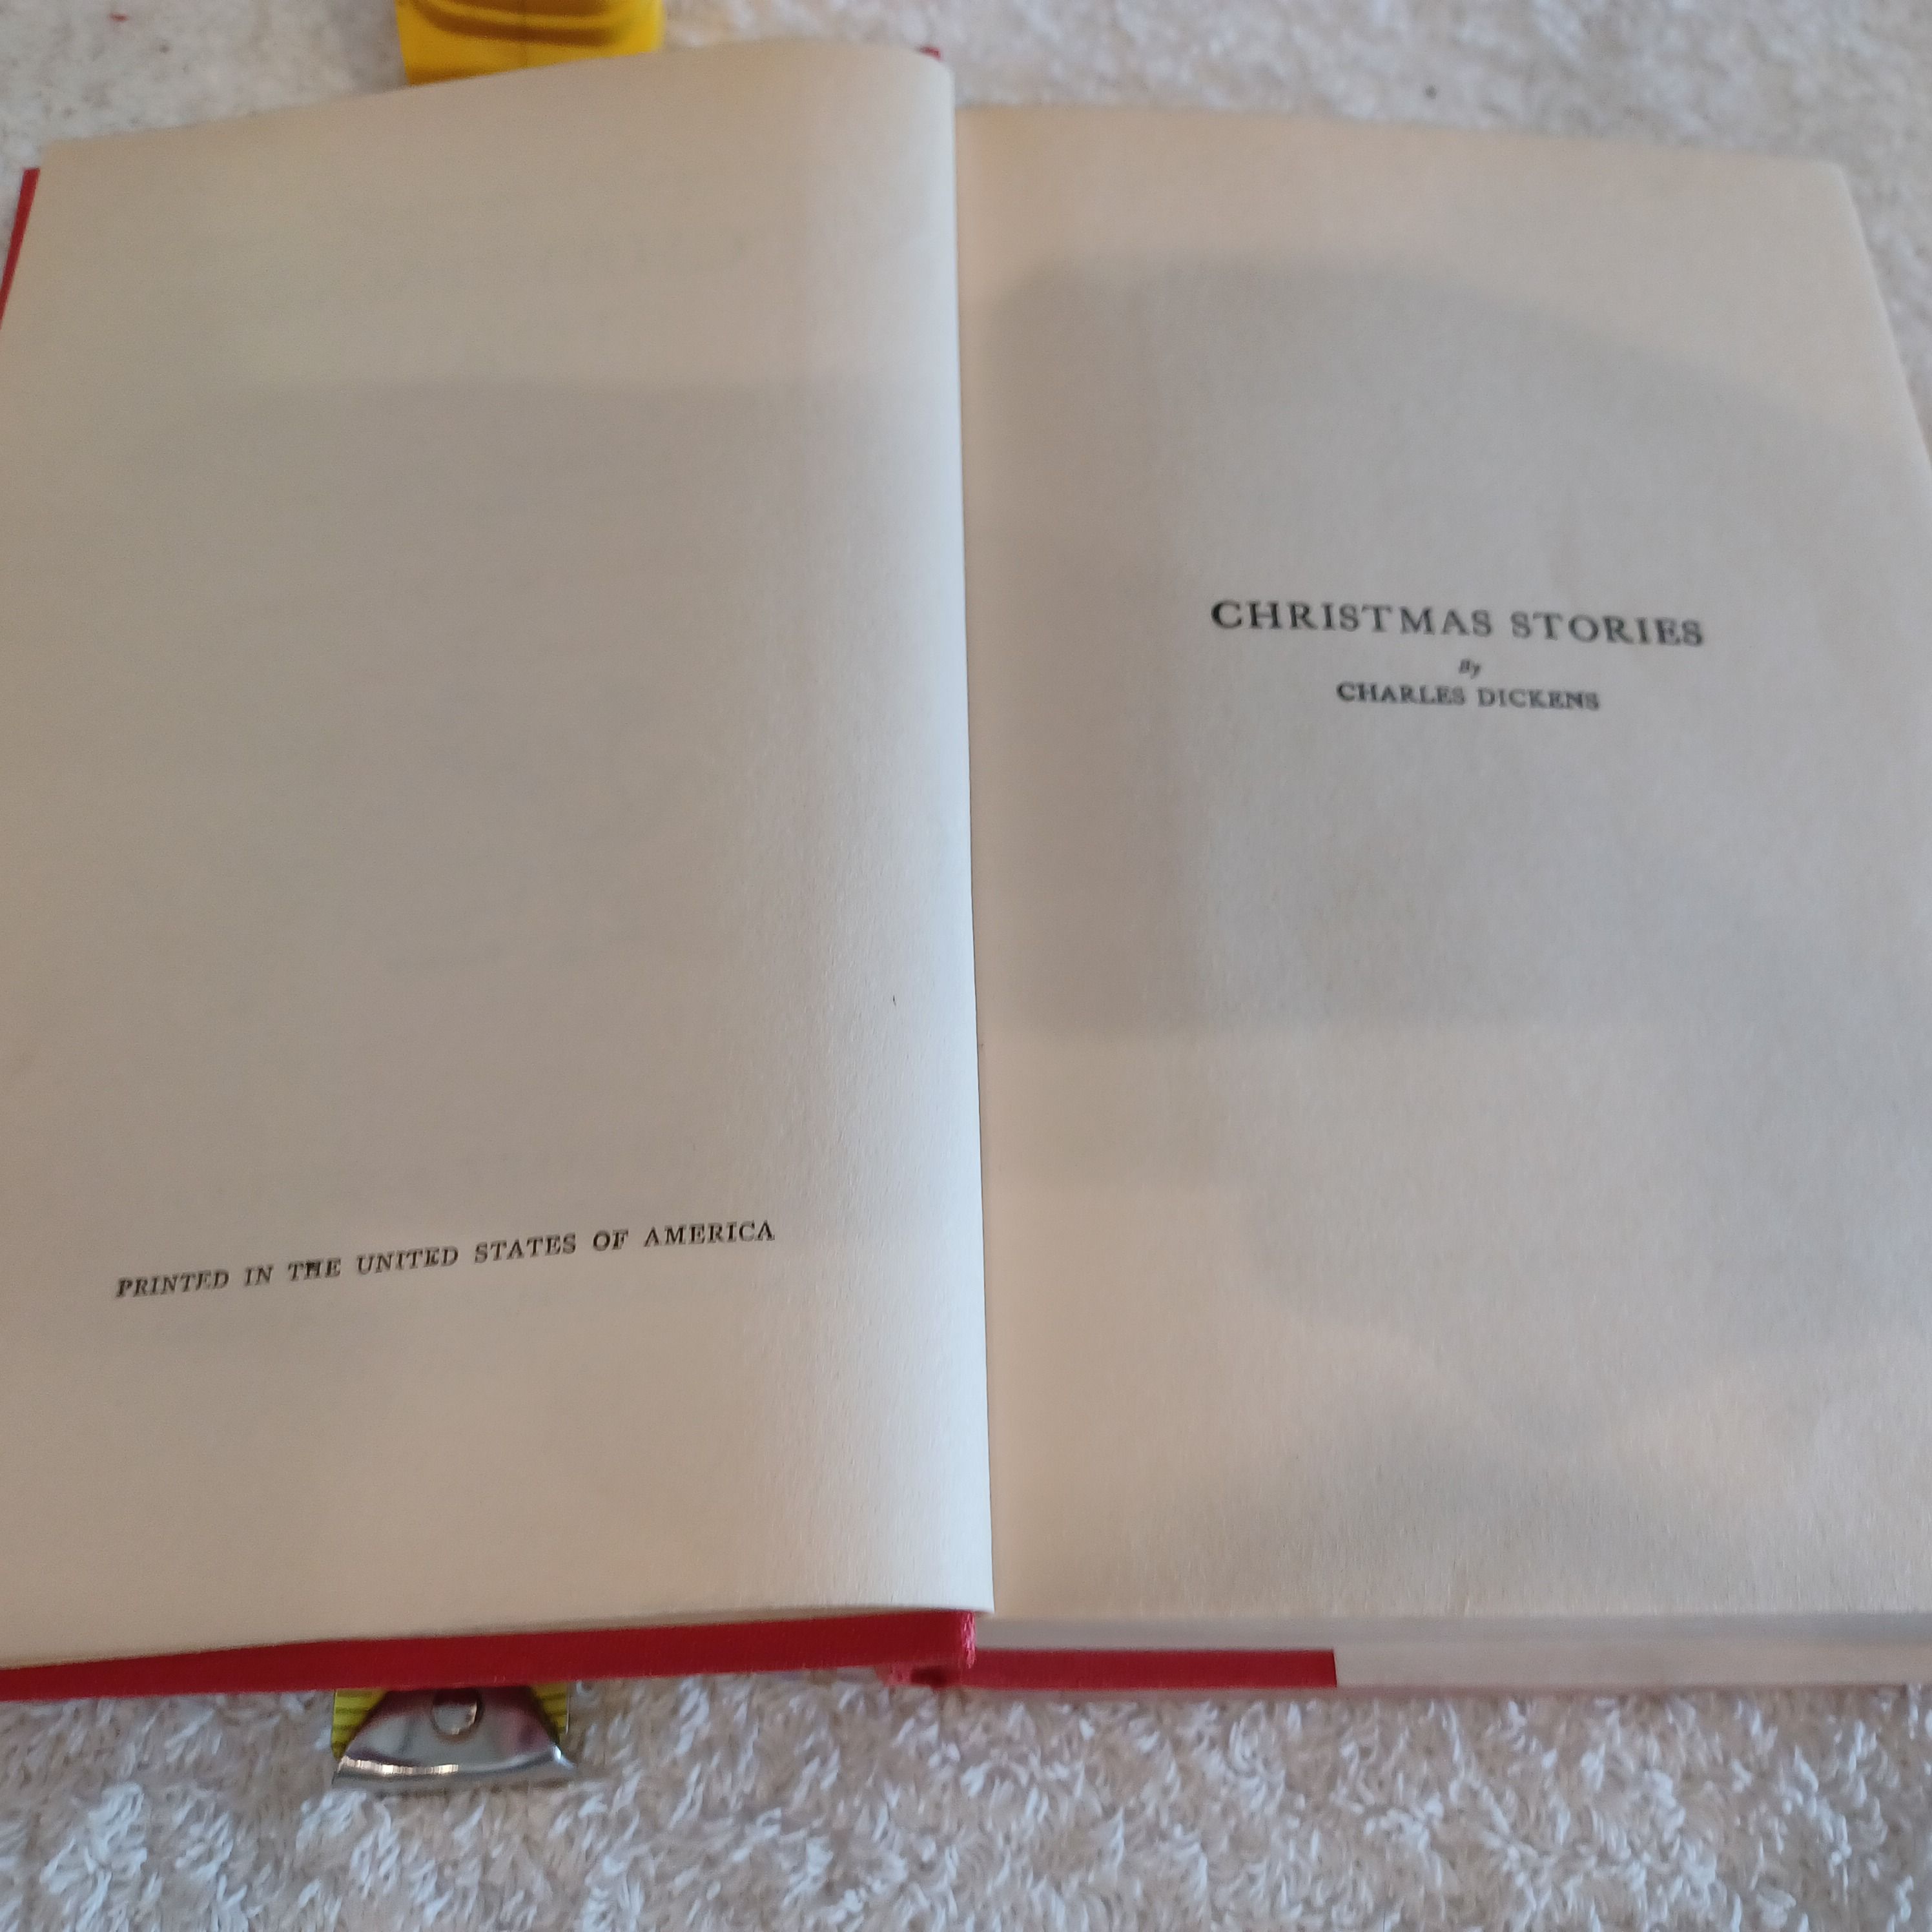 PRINTED IN THE UNITED STATES OF AMERICA
CHRISTMAS STORIES
By
CHARLES DICKENS